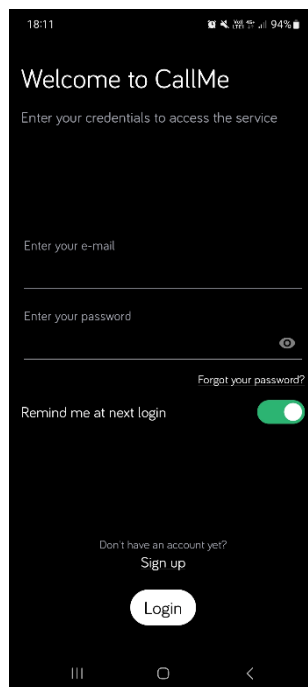 18:11
94%
Welcome to CallMe
Enter your credentials to access the service
Enter your e-mail
Enter your password
Forgot your password?
Remind me at next login
Don't have an account yet?
Sign up
Login